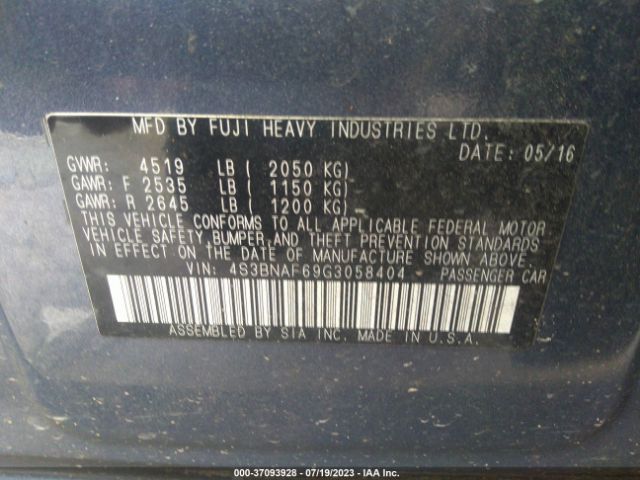 MFD BY FUJI HEAVY INDUSTRIES LTD.
DATE: 05/16
GVWR: 4519 LB ( 2050 KG)
GAWR: F 2535 LB ( 1150 KG)
GAWR: R 2645 LB ( 1200 KG)
THIS VEHICLE CONFORMS TO ALL APPLICABLE FEDERAL MOTOR
VEHICLE SAFETY, BUMPER, AND THEFT PREVENTION STANDARDS
IN EFFECT ON THE DATE OF MANUFACTURE SHOWN ABOVE.
VIN: 4S3BNAF69G3058404 PASSENGER CAR
ASSEMBLED BY SIA INC. MADE IN U.S.A.
000-37093928 - 07/19/2023 - IAA Inc.